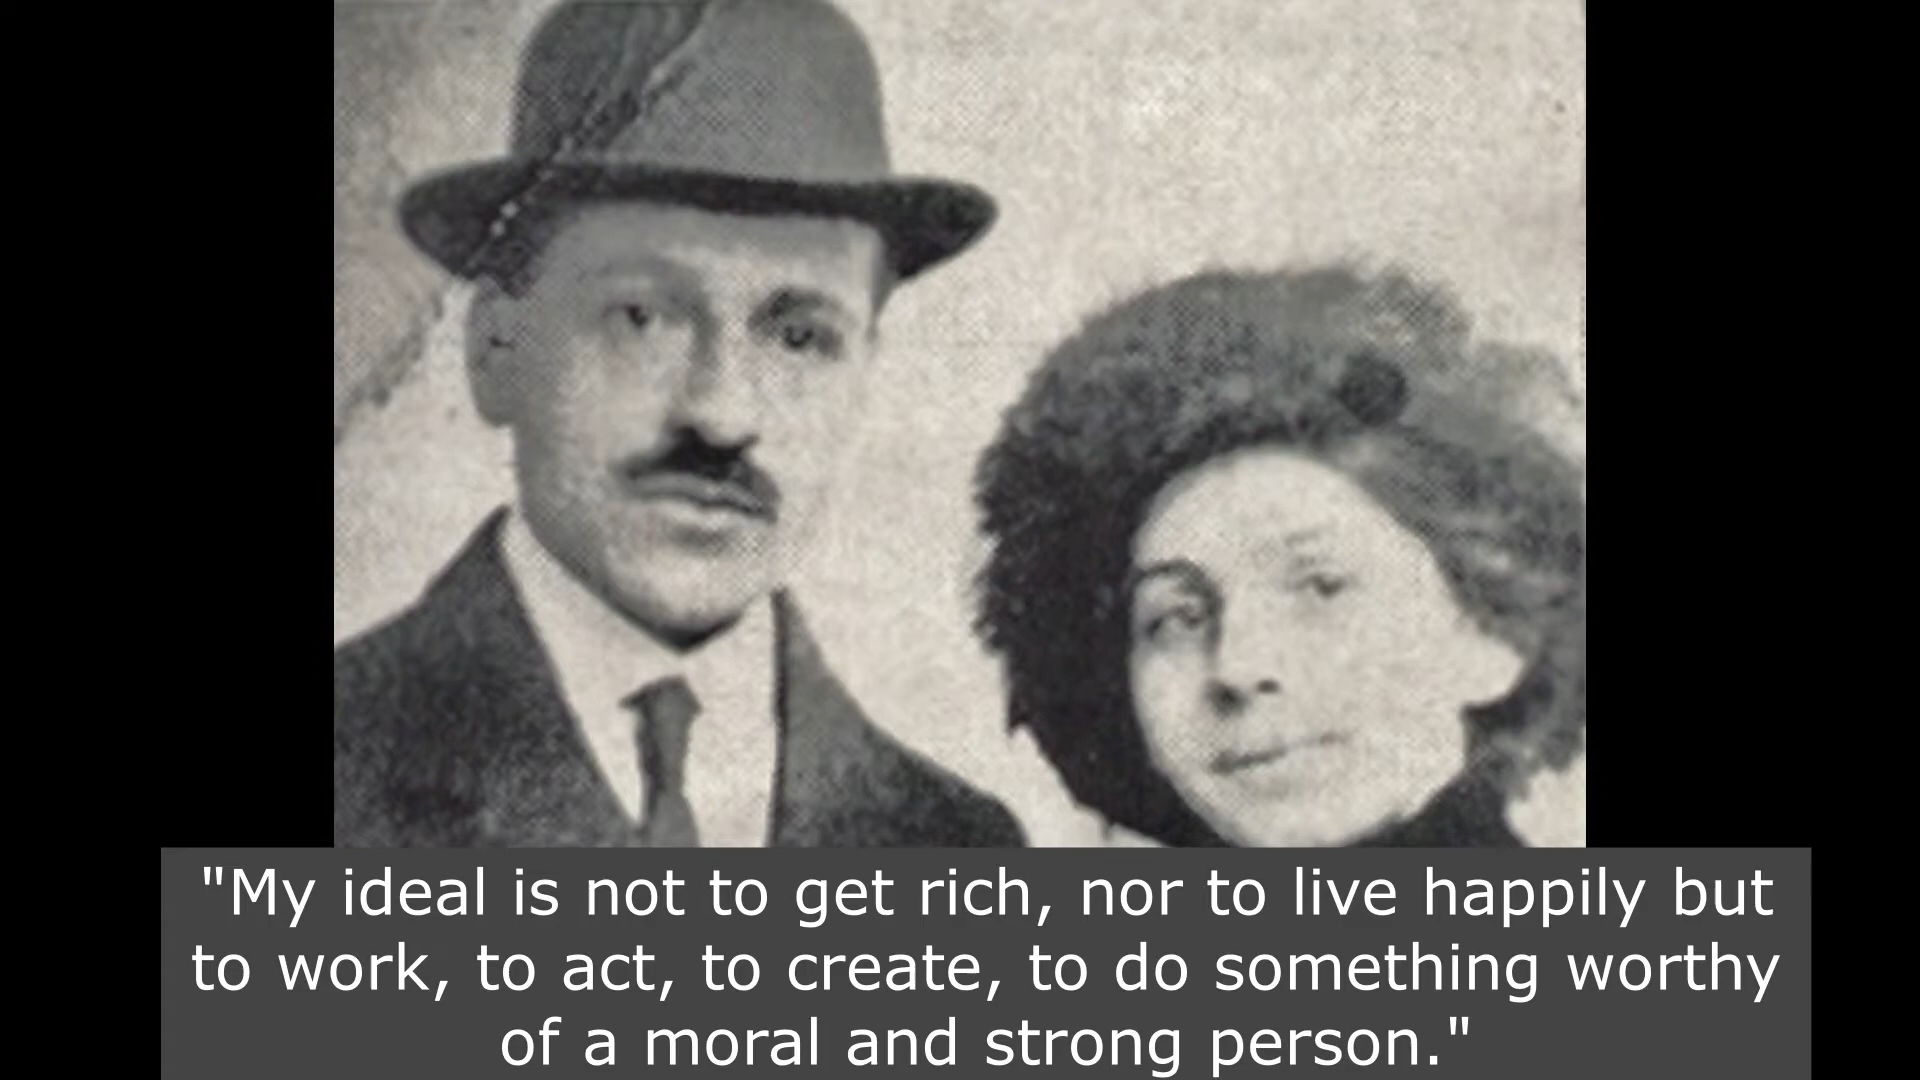 "My ideal is not to get rich, nor to live happily but
to work, to act, to create, to do something worthy
of a moral and strong person."